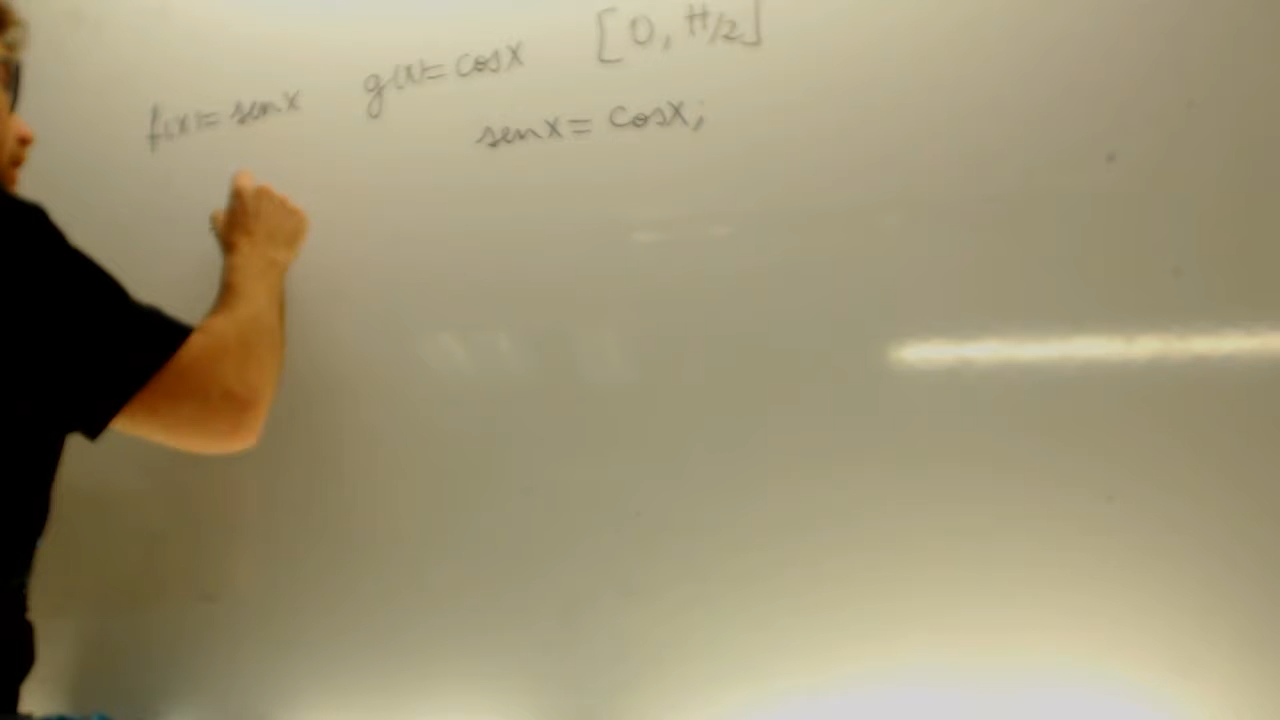 f(x)=senx g(x)=cosx [0, π/2]
senx = cosx;